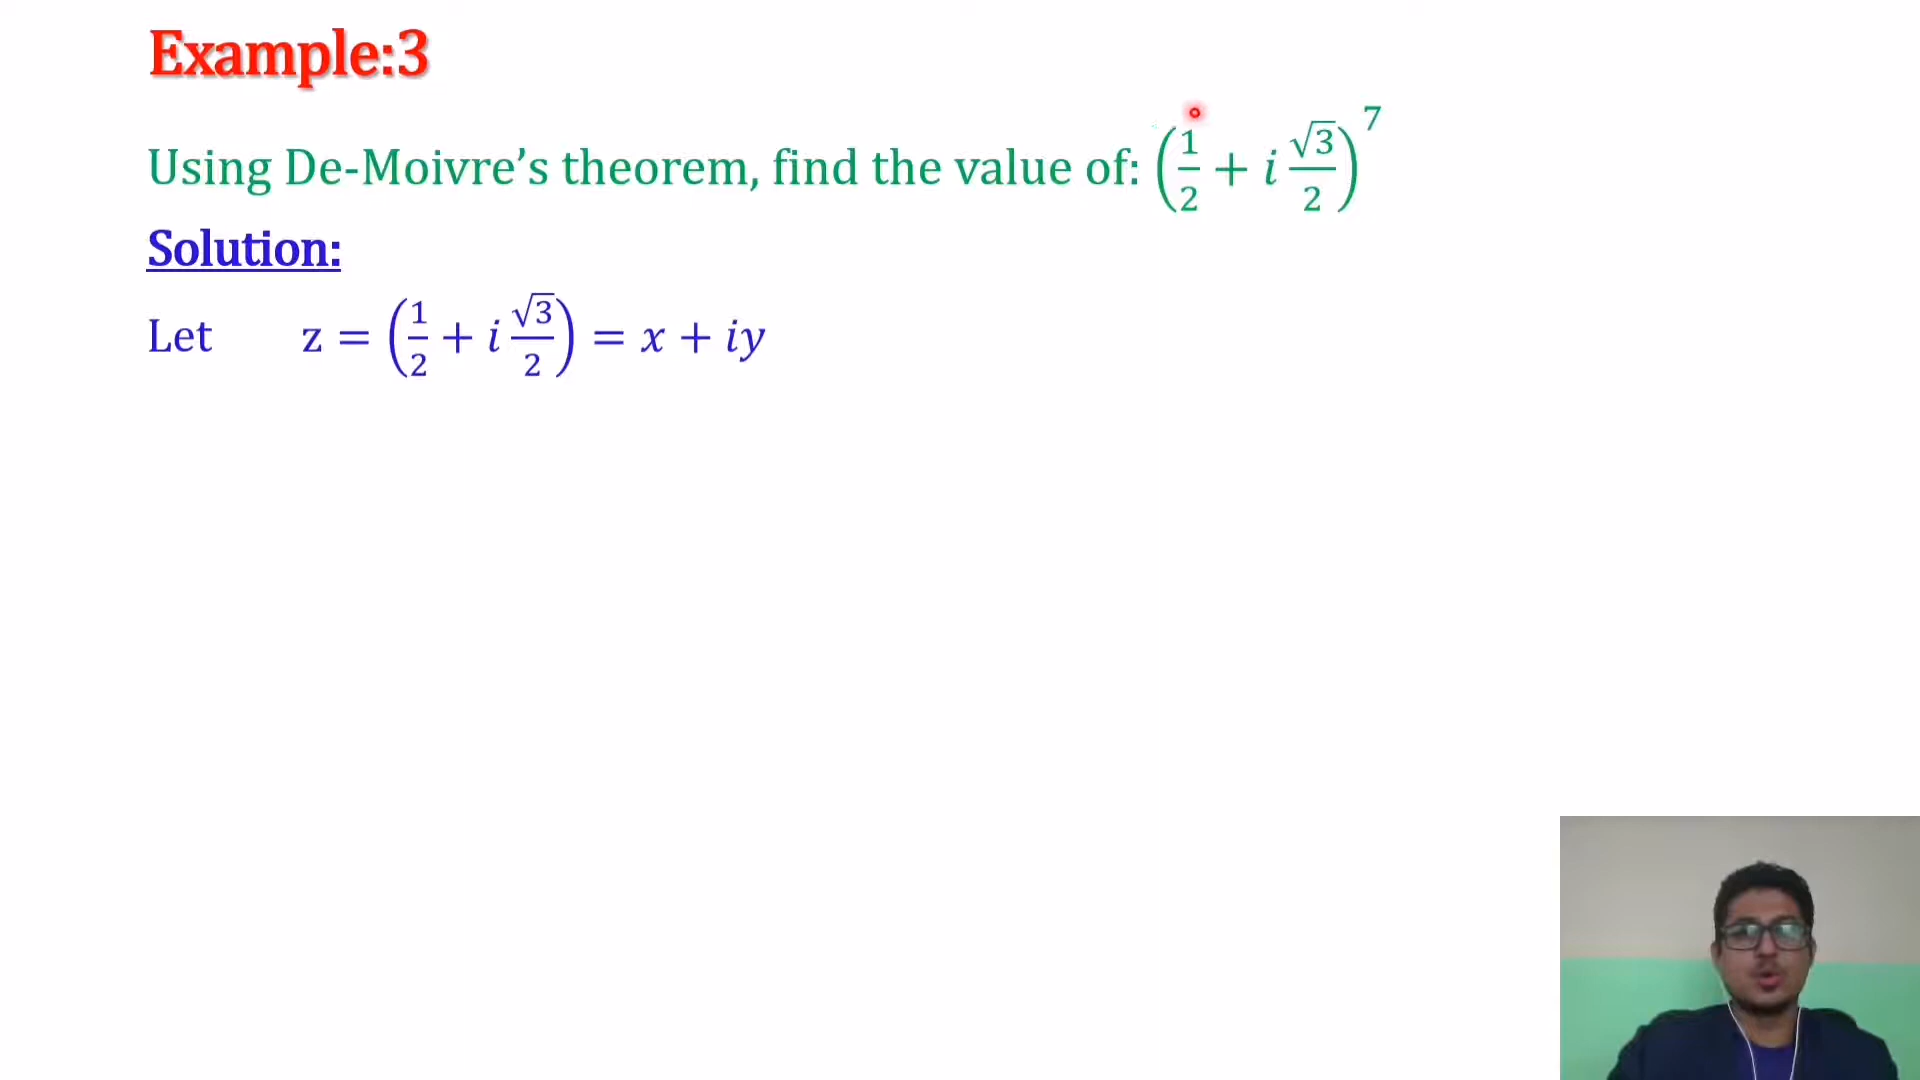 Example:3
Using De-Moivre’s theorem, find the value of: (1/2 + i √3/2)^7
Solution:
Let z = (1/2 + i √3/2) = x + iy